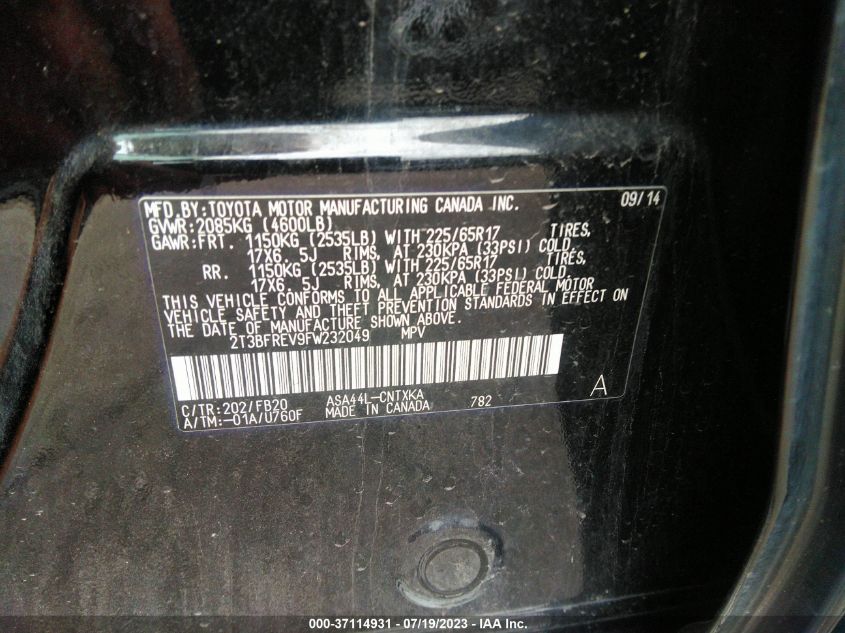 MFD.BY:TOYOTA MOTOR MANUFACTURING CANADA INC. 09/14
GVWR:2085KG (4600LB)
GAWR:FRT. 1150KG (2535LB) WITH 225/65R17 TIRES,
17X6.5J RIMS, AT 230KPA (33PSI) COLD.
RR. 1150KG (2535LB) WITH 225/65R17 TIRES,
17X6.5J RIMS, AT 230KPA (33PSI) COLD.
THIS VEHICLE CONFORMS TO ALL APPLICABLE FEDERAL MOTOR
VEHICLE SAFETY AND THEFT PREVENTION STANDARDS IN EFFECT ON
THE DATE OF MANUFACTURE SHOWN ABOVE.
2T3BFREV9FW232049 MPV
C/TR:202/FB20 ASA44L-CNTXKA
A/TM:-01A/U760F MADE IN CANADA 782 A
000-37114931 - 07/19/2023 - IAA Inc.